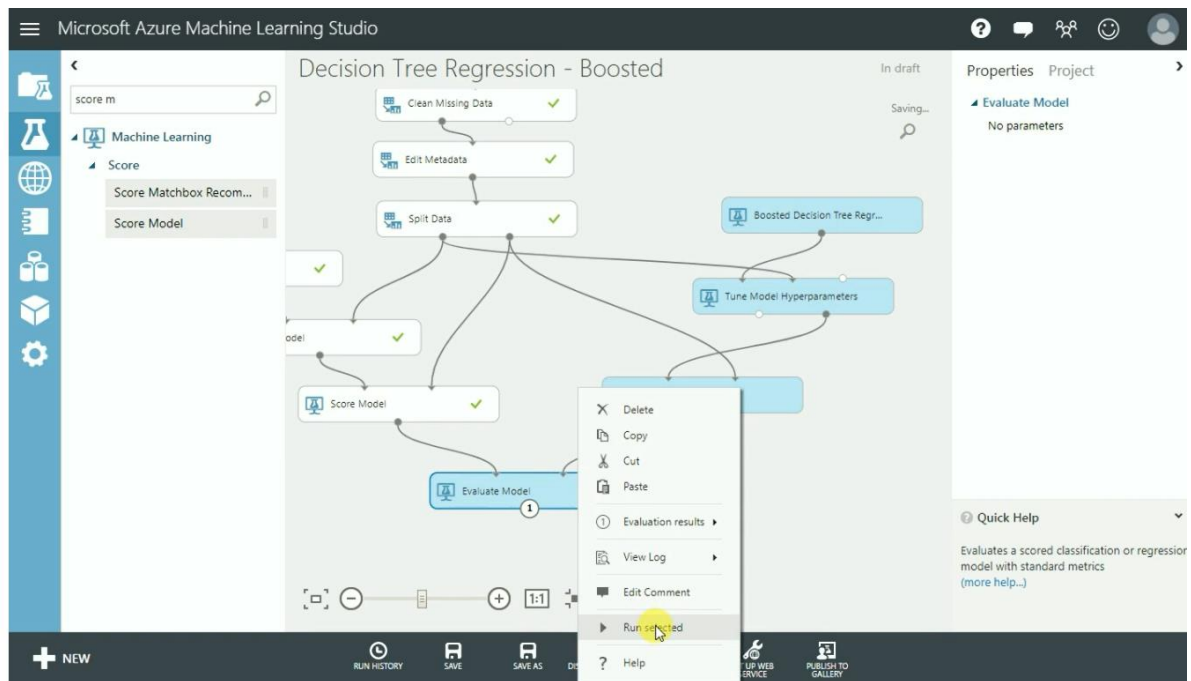 Microsoft Azure Machine Learning Studio
score m
Machine Learning
Score
Score Matchbox Recom...
Score Model
Decision Tree Regression - Boosted
In draft
Saving...
Clean Missing Data
Edit Metadata
Split Data
Boosted Decision Tree Regr...
Tune Model Hyperparameters
odel
Score Model
Evaluate Model
1
Delete
Copy
Cut
Paste
1 Evaluation results
View Log
Edit Comment
Run selected
Help
1:1
Properties Project
Evaluate Model
No parameters
Quick Help
Evaluates a scored classification or regression
model with standard metrics
(more help...)
NEW
RUN HISTORY
SAVE
SAVE AS
UP WEB
SERVICE
PUBLISH TO
GALLERY